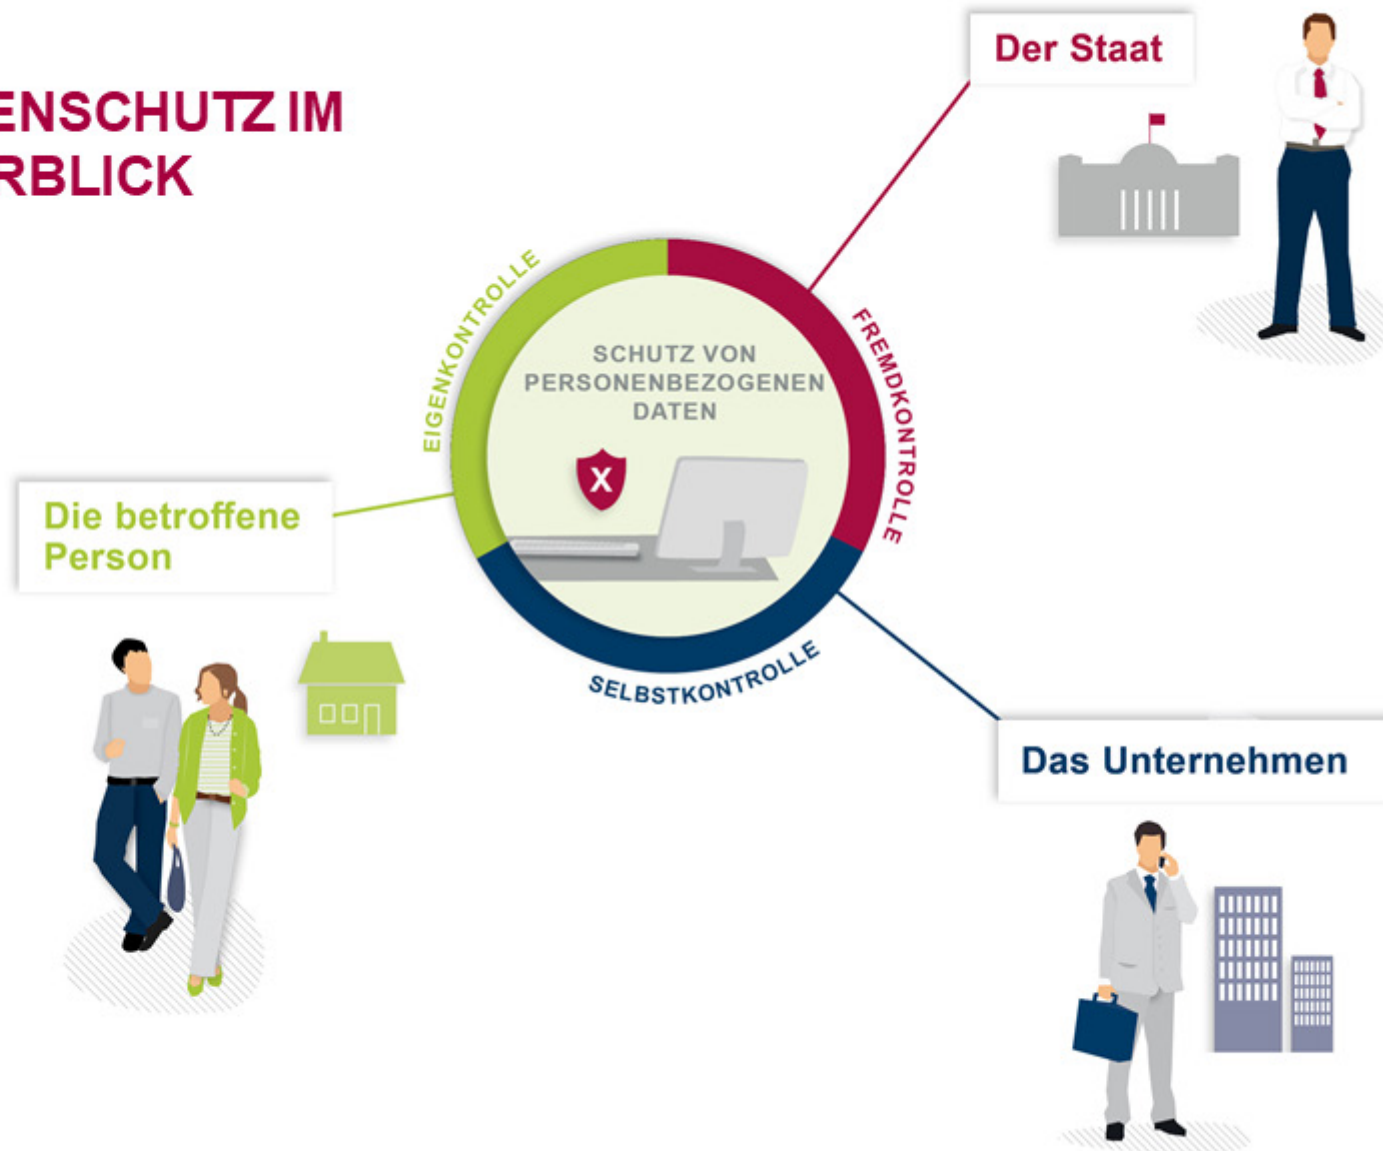 ENSCHUTZ IM
RBLICK
Der Staat
EIGENKONTROLLE
FREMDKONTROLLE
SCHUTZ VON
PERSONENBEZOGENEN
DATEN
X
Die betroffene
Person
SELBSTKONTROLLE
Das Unternehmen